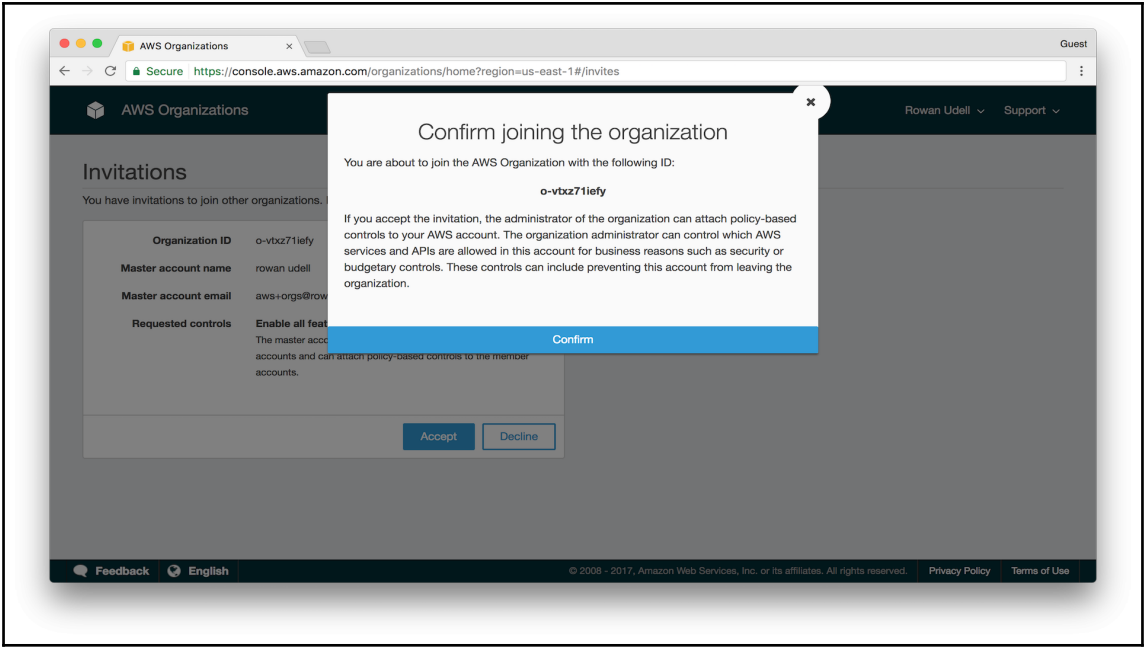 AWS Organizations
Guest
Secure https://console.aws.amazon.com/organizations/home?region=us-east-1#/invites
AWS Organizations
Rowan Udell
Support
Confirm joining the organization
You are about to join the AWS Organization with the following ID:
o-vtxz71iefy
If you accept the invitation, the administrator of the organization can attach policy-based
controls to your AWS account. The organization administrator can control which AWS
services and APIs are allowed in this account for business reasons such as security or
budgetary controls. These controls can include preventing this account from leaving the
organization.
Confirm
Invitations
You have invitations to join other organizations.
Organization ID o-vtxz71iefy
Master account name rowan udell
Master account email aws+orgs@row
Requested controls Enable all feat
The master acco
accounts and can attach policy-based controls to the member
accounts.
Accept
Decline
Feedback
English
© 2008 - 2017, Amazon Web Services, Inc. or its affiliates. All rights reserved.
Privacy Policy
Terms of Use